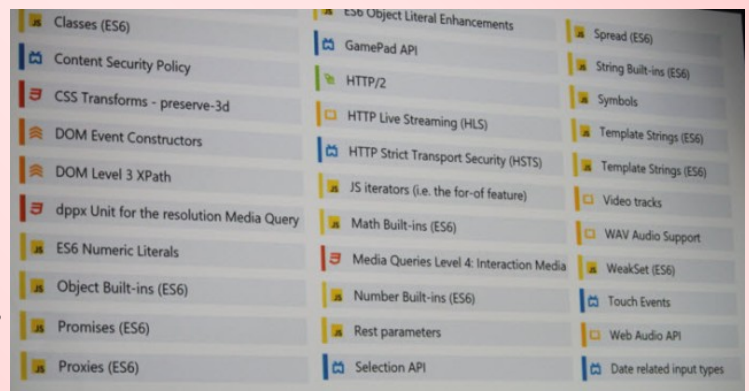 Classes (ES6)
Content Security Policy
CSS Transforms - preserve-3d
DOM Event Constructors
DOM Level 3 XPath
dppx Unit for the resolution Media Query
ES6 Numeric Literals
Object Built-ins (ES6)
Promises (ES6)
Proxies (ES6)
ES6 Object Literal Enhancements
GamePad API
HTTP/2
HTTP Live Streaming (HLS)
HTTP Strict Transport Security (HSTS)
JS iterators (i.e. the for-of feature)
Math Built-ins (ES6)
Media Queries Level 4: Interaction Media
Number Built-ins (ES6)
Rest parameters
Selection API
Spread (ES6)
String Built-ins (ES6)
Symbols
Template Strings (ES6)
Template Strings (ES6)
Video tracks
WAV Audio Support
WeakSet (ES6)
Touch Events
Web Audio API
Date related input types